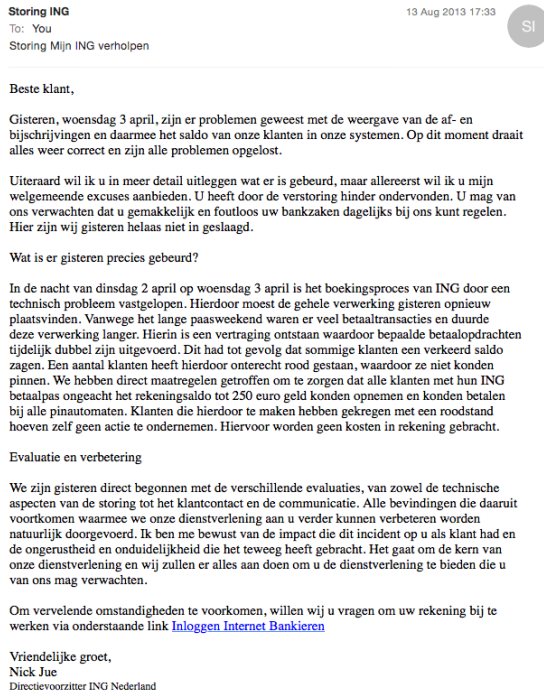 Storing ING
13 Aug 2013 17:33
To: You
SI
Storing Mijn ING verholpen
Beste klant,
Gisteren, woensdag 3 april, zijn er problemen geweest met de weergave van de af- en
bijschrijvingen en daarmee het saldo van onze klanten in onze systemen. Op dit moment draait
alles weer correct en zijn alle problemen opgelost.
Uiteraard wil ik u in meer detail uitleggen wat er is gebeurd, maar allereerst wil ik u mijn
welgemeende excuses aanbieden. U heeft door de verstoring hinder ondervonden. U mag van
ons verwachten dat u gemakkelijk en foutloos uw bankzaken dagelijks bij ons kunt regelen.
Hier zijn wij gisteren helaas niet in geslaagd.
Wat is er gisteren precies gebeurd?
In de nacht van dinsdag 2 april op woensdag 3 april is het boekingsproces van ING door een
technisch probleem vastgelopen. Hierdoor moest de gehele verwerking gisteren opnieuw
plaatsvinden. Vanwege het lange paasweekend waren er veel betaaltransacties en duurde
deze verwerking langer. Hierin is een vertraging ontstaan waardoor bepaalde betaalopdrachten
tijdelijk dubbel zijn uitgevoerd. Dit had tot gevolg dat sommige klanten een verkeerd saldo
zagen. Een aantal klanten heeft hierdoor onterecht rood gestaan, waardoor ze niet konden
pinnen. We hebben direct maatregelen getroffen om te zorgen dat alle klanten met hun ING
betaalpas ongeacht het rekeningsaldo tot 250 euro geld konden opnemen en konden betalen
bij alle pinautomaten. Klanten die hierdoor te maken hebben gekregen met een roodstand
hoeven zelf geen actie te ondernemen. Hiervoor worden geen kosten in rekening gebracht.
Evaluatie en verbetering
We zijn gisteren direct begonnen met de verschillende evaluaties, van zowel de technische
aspecten van de storing tot het klantcontact en de communicatie. Alle bevindingen die daaruit
voortkomen waarmee we onze dienstverlening aan u verder kunnen verbeteren worden
natuurlijk doorgevoerd. Ik ben me bewust van de impact die dit incident op u als klant had en
de ongerustheid en onduidelijkheid die het teweeg heeft gebracht. Het gaat om de kern van
onze dienstverlening en wij zullen er alles aan doen om u de dienstverlening te bieden die u
van ons mag verwachten.
Om vervelende omstandigheden te voorkomen, willen wij u vragen om uw rekening bij te
werken via onderstaande link Inloggen Internet Bankieren
Vriendelijke groet,
Nick Jue
Directievoorzitter ING Nederland